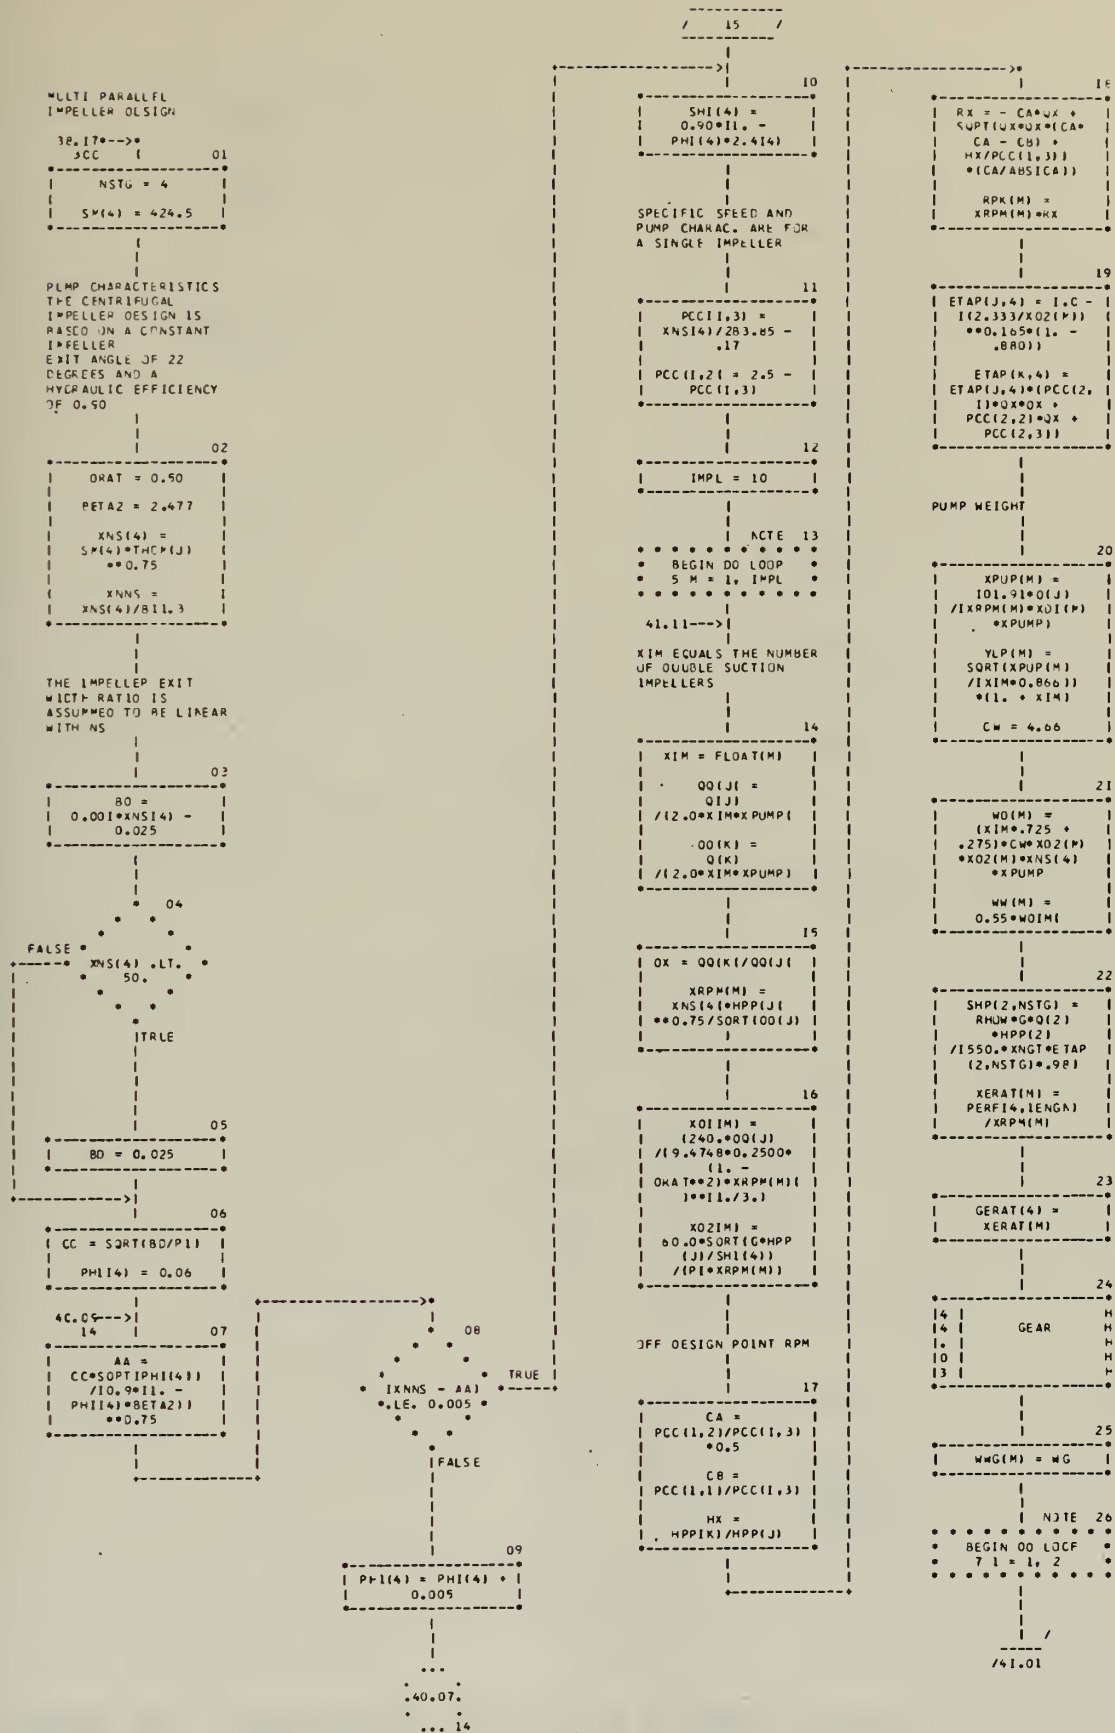 / 15 /
MULTI PARALLEL
IMPELLER DESIGN
38.17*--->*
300
01
NSTG = 4
SM(4) = 424.5
PUMP CHARACTERISTICS
THE CENTRIFUGAL
IMPELLER DESIGN IS
BASED ON A CONSTANT
IMPELLER
EXIT ANGLE OF 22
DEGREES AND A
HYDRAULIC EFFICIENCY
OF 0.90
02
ORAT = 0.50
BETA2 = 2.477
XNS(4) =
SM(4)*THCM(J)
**0.75
XNNS =
XNS(4)/811.3
THE IMPELLER EXIT
WIDTH RATIO IS
ASSUMED TO BE LINEAR
WITH NS
03
BD =
0.001*XNS(4) -
0.025
04
FALSE
XNS(4) .LT.
50.
TRUE
05
BD = 0.025
06
CC = SQRT(BD/PI)
PHI(4) = 0.06
40.09--->
14
07
AA =
CC*SQRT(PHI(4))
/(0.9*(1. -
PHI(4)*BETA2))
**0.75
08
(XNNS - AA)
.LE. 0.005
TRUE
FALSE
09
PHI(4) = PHI(4) +
0.005
.40.07.
... 14
10
SHI(4) =
0.90*(1. -
PHI(4)*2.414)
SPECIFIC SPEED AND
PUMP CHARAC. ARE FOR
A SINGLE IMPELLER
11
PCC(1,3) =
XNS(4)/283.85 -
.17
PCC(1,2) = 2.5 -
PCC(1,3)
12
IMPL = 10
NOTE 13
BEGIN DO LOOP
5 M = 1, IMPL
41.11--->
XIM EQUALS THE NUMBER
OF DOUBLE SUCTION
IMPELLERS
14
XIM = FLOAT(M)
QQ(J) =
Q(J)
/(2.0*XIM*XPUMP)
QQ(K) =
Q(K)
/(2.0*XIM*XPUMP)
15
QX = QQ(K)/QQ(J)
XRPM(M) =
XNS(4)*HPP(J)
**0.75/SQRT(QQ(J)
)
16
XDI(M) =
(240.*QQ(J)
/(9.4748*0.2500*
(1. -
ORAT**2)*XRPM(M)(
)**(1./3.)
XO2(M) =
60.0*SQRT(G*HPP
(J)/SHI(4))
/(PI*XRPM(M))
OFF DESIGN POINT RPM
17
CA =
PCC(1,2)/PCC(1,3)
*0.5
CB =
PCC(1,1)/PCC(1,3)
HX =
HPP(K)/HPP(J)
18
RX = - CA*QX +
SQRT(QX*QX*(CA*
CA - CB) +
HX/PCC(1,3))
*(CA/ABS(CA))
RPK(M) =
XRPM(M)*RX
19
ETAP(J,4) = 1.0 -
((2.333/XO2(M))
**0.165*(1. -
.880))
ETAP(K,4) =
ETAP(J,4)*(PCC(2,
1)*QX*QX +
PCC(2,2)*QX +
PCC(2,3))
PUMP WEIGHT
20
XPUP(M) =
101.91*Q(J)
/(XRPM(M)*XDI(M)
*XPUMP)
YLP(M) =
SQRT(XPUP(M)
/(XIM*0.866))
*(1. + XIM)
CW = 4.66
21
WO(M) =
(XIM*.725 +
.275)*CW*XO2(M)
*XO2(M)*XNS(4)
*XPUMP
WW(M) =
0.55*WO(M)
22
SHP(2,NSTG) =
RHOW*G*Q(2)
*HPP(2)
/(550.*XNGT*ETAP
(2,NSTG)*.98)
XERAT(M) =
PERF(4,LENGN)
/XRPM(M)
23
GERAT(4) =
XERAT(M)
24
4 H
4 GEAR H
. H
0 H
3 H
25
WWG(M) = WG
NOTE 26
BEGIN DO LOOP
7 I = 1, 2
/41.01